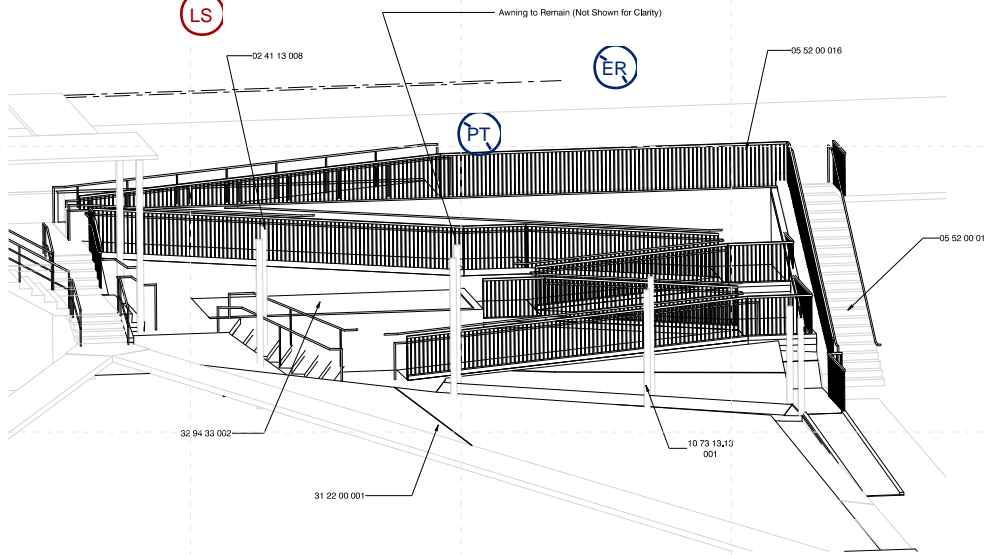 LS
Awning to Remain (Not Shown for Clarity)
02 41 13 008
05 52 00 016
ER
PT
05 52 00 01
32 94 33 002
10 73 13.13
001
31 22 00 001